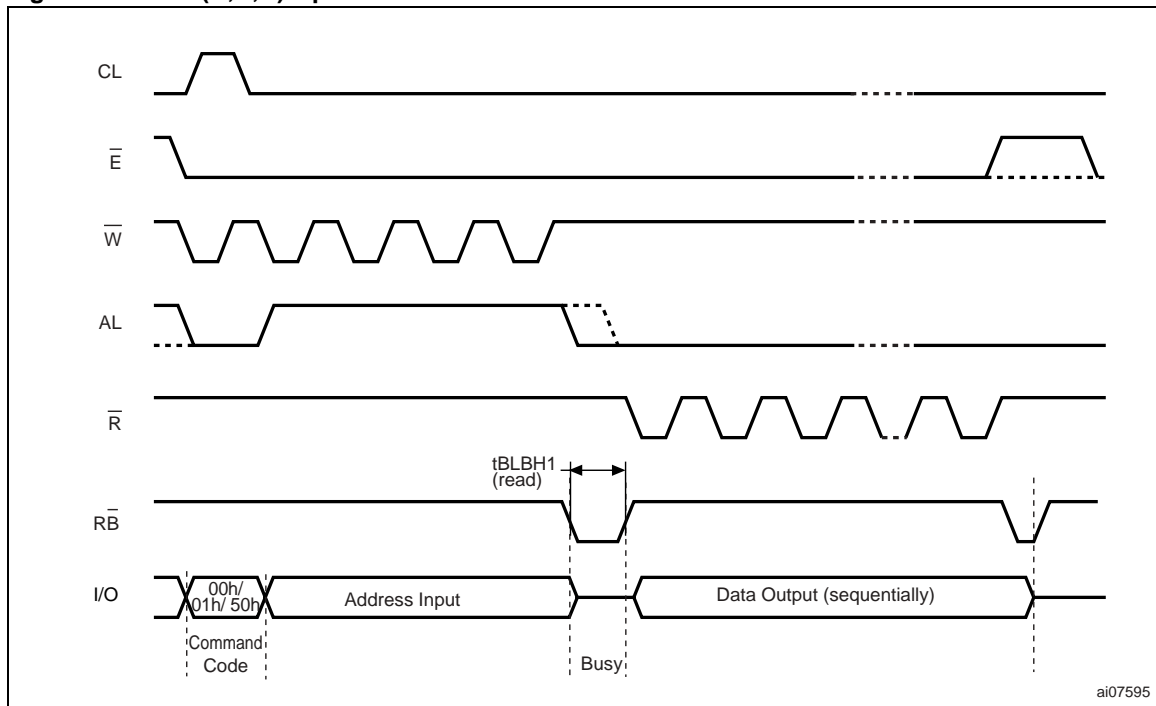 CL
E
W
AL
R
tBLBH1
(read)
RB
I/O
00h/
01h/ 50h
Address Input
Data Output (sequentially)
Command
Code
Busy
ai07595